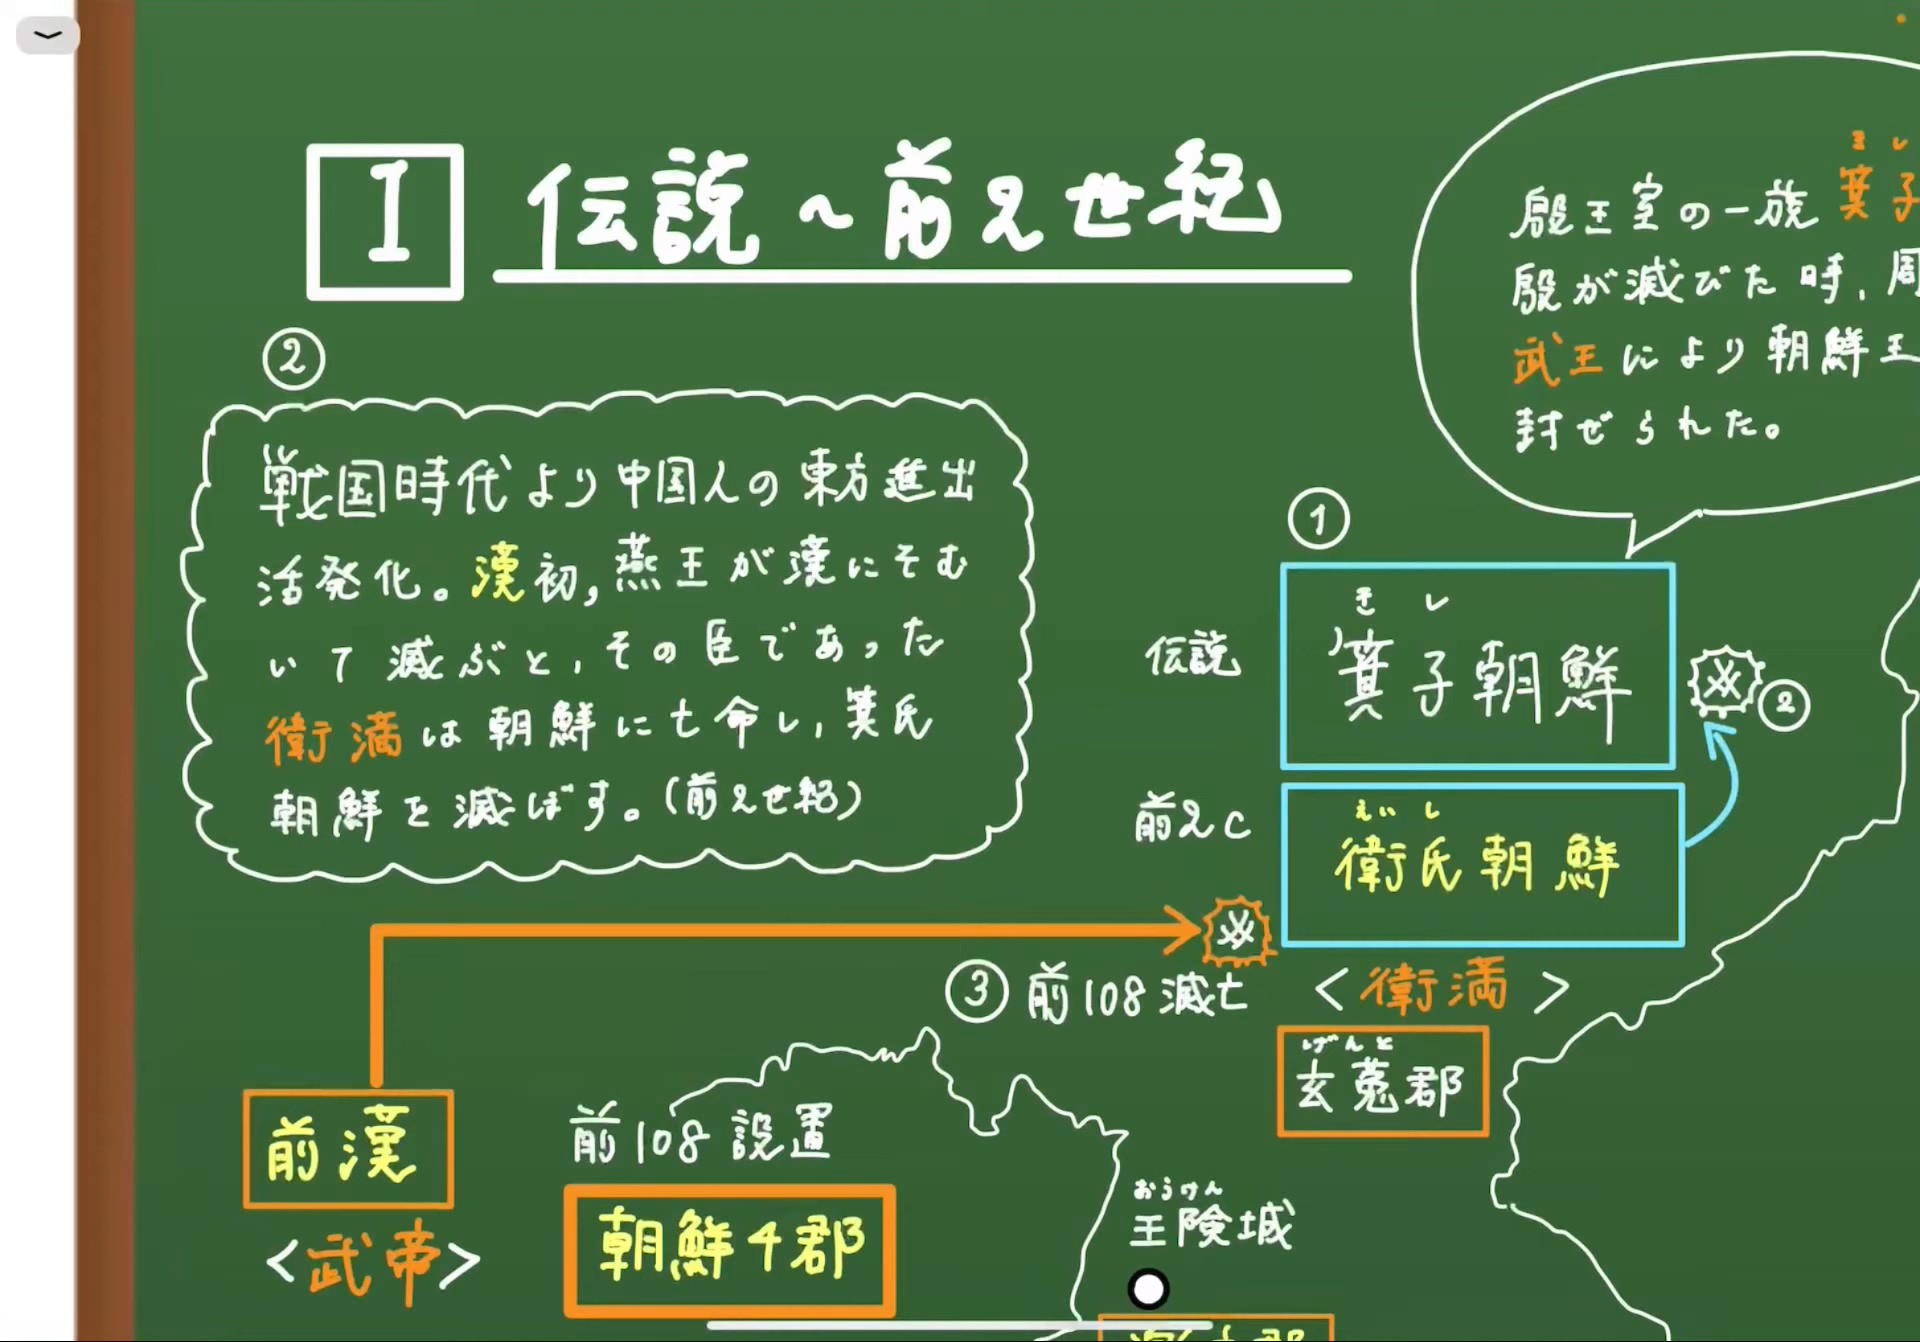 I 伝説〜前2世紀
きし
殷王室の一族箕子
殷が滅びた時、周
武王により朝鮮王
封ぜられた。
②
戦国時代より中国人の東方進出
活発化。漢初,燕王が漢にそむ
いて滅ぶと,その臣であった
衛満は朝鮮に亡命し,箕氏
朝鮮を滅ぼす。(前2世紀)
①
伝説
きし
箕子朝鮮
②
前2C
えいし
衛氏朝鮮
③前108滅亡
<衛満>
げんと
玄菟郡
前漢
<武帝>
前108設置
朝鮮4郡
おうけん
王険城